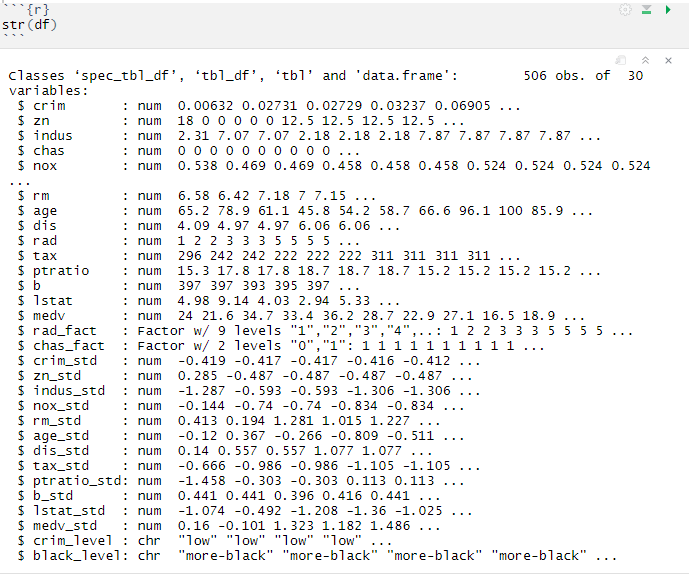 ```{r}
str(df)
```
Classes ‘spec_tbl_df’, ‘tbl_df’, ‘tbl’ and 'data.frame':	506 obs. of  30
variables:
 $ crim       : num  0.00632 0.02731 0.02729 0.03237 0.06905 ...
 $ zn         : num  18 0 0 0 0 0 12.5 12.5 12.5 12.5 ...
 $ indus      : num  2.31 7.07 7.07 2.18 2.18 2.18 7.87 7.87 7.87 7.87 ...
 $ chas       : num  0 0 0 0 0 0 0 0 0 0 ...
 $ nox        : num  0.538 0.469 0.469 0.458 0.458 0.458 0.524 0.524 0.524 0.524
...
 $ rm         : num  6.58 6.42 7.18 7 7.15 ...
 $ age        : num  65.2 78.9 61.1 45.8 54.2 58.7 66.6 96.1 100 85.9 ...
 $ dis        : num  4.09 4.97 4.97 6.06 6.06 ...
 $ rad        : num  1 2 2 3 3 3 5 5 5 5 ...
 $ tax        : num  296 242 242 222 222 222 311 311 311 311 ...
 $ ptratio    : num  15.3 17.8 17.8 18.7 18.7 18.7 15.2 15.2 15.2 15.2 ...
 $ b          : num  397 397 393 395 397 ...
 $ lstat      : num  4.98 9.14 4.03 2.94 5.33 ...
 $ medv       : num  24 21.6 34.7 33.4 36.2 28.7 22.9 27.1 16.5 18.9 ...
 $ rad_fact   : Factor w/ 9 levels "1","2","3","4",..: 1 2 2 3 3 3 5 5 5 5 ...
 $ chas_fact  : Factor w/ 2 levels "0","1": 1 1 1 1 1 1 1 1 1 1 ...
 $ crim_std   : num  -0.419 -0.417 -0.417 -0.416 -0.412 ...
 $ zn_std     : num  0.285 -0.487 -0.487 -0.487 -0.487 ...
 $ indus_std  : num  -1.287 -0.593 -0.593 -1.306 -1.306 ...
 $ nox_std    : num  -0.144 -0.74 -0.74 -0.834 -0.834 ...
 $ rm_std     : num  0.413 0.194 1.281 1.015 1.227 ...
 $ age_std    : num  -0.12 0.367 -0.266 -0.809 -0.511 ...
 $ dis_std    : num  0.14 0.557 0.557 1.077 1.077 ...
 $ tax_std    : num  -0.666 -0.986 -0.986 -1.105 -1.105 ...
 $ ptratio_std: num  -1.458 -0.303 -0.303 0.113 0.113 ...
 $ b_std      : num  0.441 0.441 0.396 0.416 0.441 ...
 $ lstat_std  : num  -1.074 -0.492 -1.208 -1.36 -1.025 ...
 $ medv_std   : num  0.16 -0.101 1.323 1.182 1.486 ...
 $ crim_level : chr  "low" "low" "low" "low" ...
 $ black_level: chr  "more-black" "more-black" "more-black" "more-black" ...